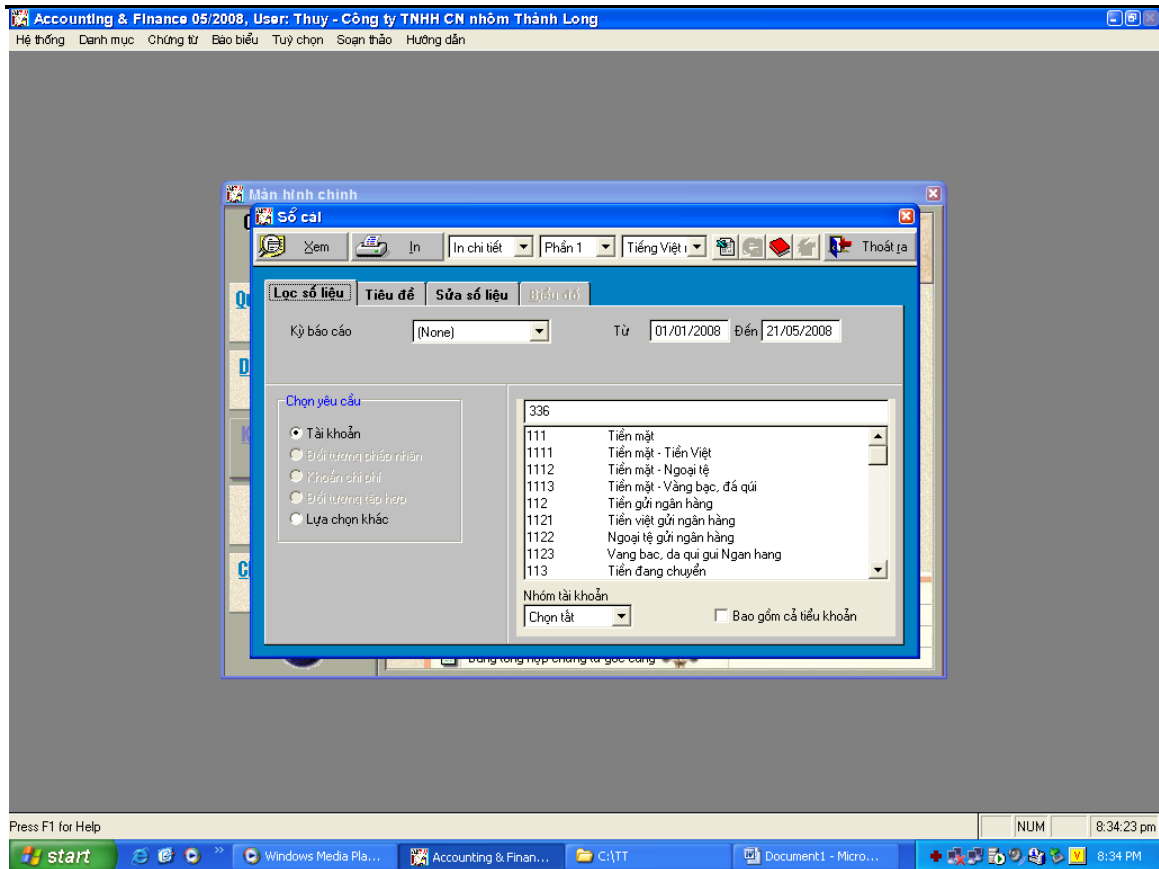 Accounting & Finance 05/2008, User: Thuy - Công ty TNHH CN nhôm Thành Long
Hệ thống Danh mục Chứng từ Báo biểu Tuỳ chọn Soạn thảo Hướng dẫn
Màn hình chính
Sổ cái
Xem In In chi tiết Phần 1 Tiếng Việt Thoát ra
Lọc số liệu Tiêu đề Sửa số liệu Biểu đồ
Kỳ báo cáo (None) Từ 01/01/2008 Đến 21/05/2008
Chọn yêu cầu
Tài khoản
Đối tượng pháp nhân
Khoản chi phí
Đối tượng tập hợp
Lựa chọn khác
336
111 Tiền mặt
1111 Tiền mặt - Tiền Việt
1112 Tiền mặt - Ngoại tệ
1113 Tiền mặt - Vàng bạc, đá qúi
112 Tiền gửi ngân hàng
1121 Tiền việt gửi ngân hàng
1122 Ngoại tệ gửi ngân hàng
1123 Vang bac, da qui gui Ngan hang
113 Tiền đang chuyển
Nhóm tài khoản
Chọn tất Bao gồm cả tiểu khoản
Press F1 for Help NUM 8:34:23 pm
start Windows Media Pla... Accounting & Finan... C:\TT Document1 - Micro... V 8:34 PM